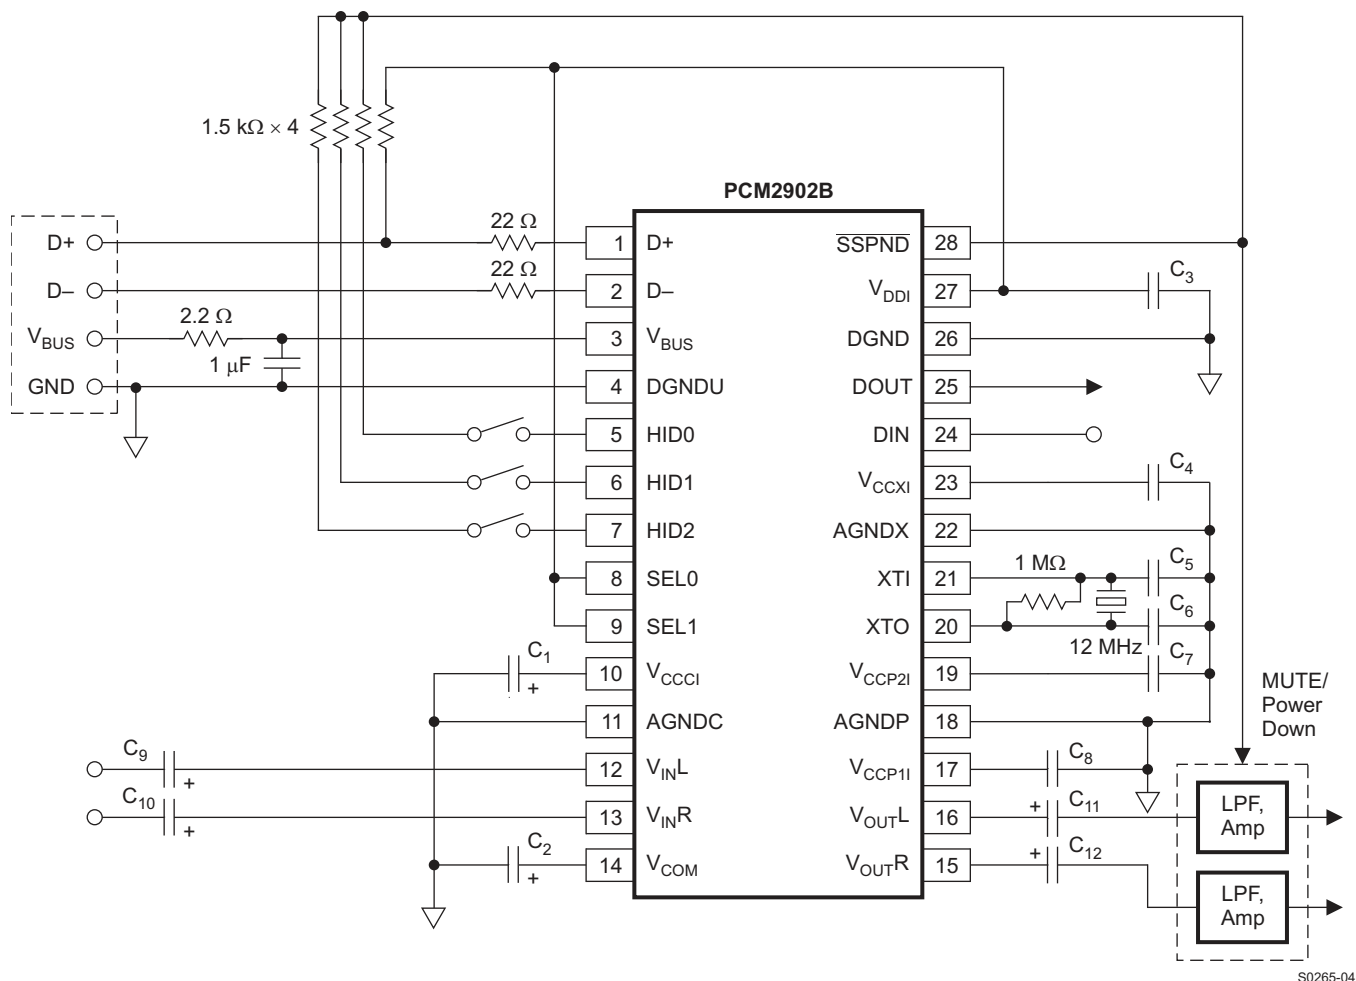 1.5 kΩ × 4
PCM2902B
D+
D–
VBUS
GND
22 Ω
22 Ω
2.2 Ω
1 μF
1 D+
2 D–
3 VBUS
4 DGNDU
5 HID0
6 HID1
7 HID2
8 SEL0
9 SEL1
10 VCCCI
11 AGNDC
12 VINL
13 VINR
14 VCOM
C1
+
C9
+
C10
+
C2
+
SSPND 28
VDDI 27
DGND 26
DOUT 25
DIN 24
VCCXI 23
AGNDX 22
XTI 21
XTO 20
VCCP2I 19
AGNDP 18
VCCP1I 17
VOUTL 16
VOUTR 15
C3
C4
1 MΩ
C5
C6
12 MHz
C7
C8
+ C11
+ C12
MUTE/
Power
Down
LPF,
Amp
LPF,
Amp
S0265-04